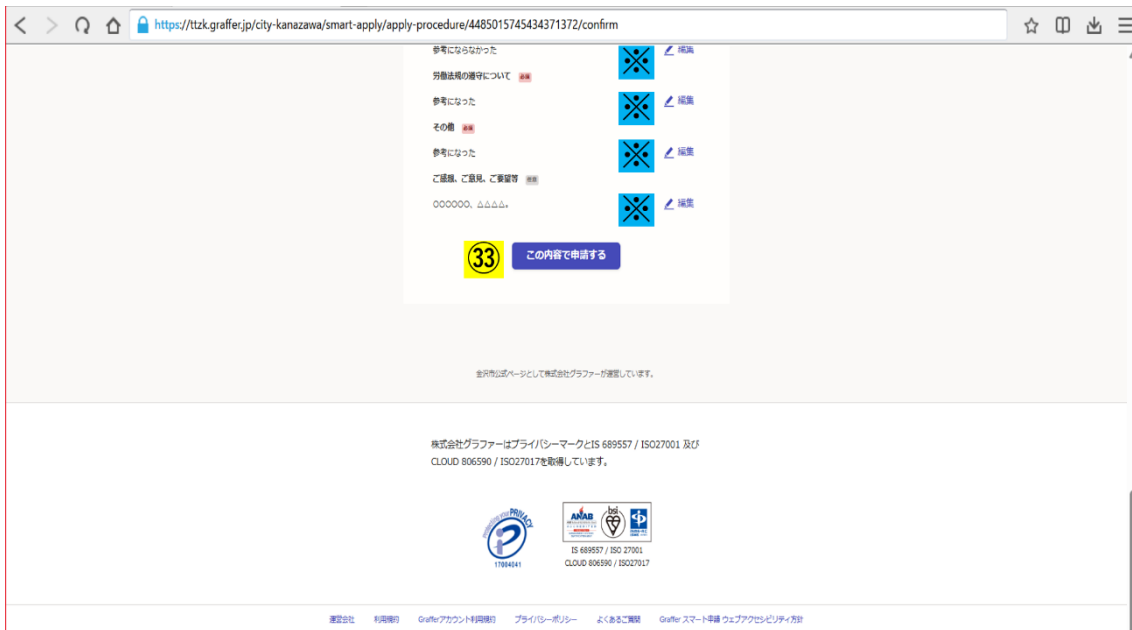 https://ttzk.graffer.jp/city-kanazawa/smart-apply/apply-procedure/4485015745434371372/confirm
参考にならなかった
※
編集
労働法規の遵守について 必須
参考になった
※
編集
その他 必須
参考になった
※
編集
ご感想、ご意見、ご要望等 任意
○○○○○○、△△△△。
※
編集
㉝
この内容で申請する
金沢市公式ページとして株式会社グラファーが運営しています。
株式会社グラファーはプライバシーマークとIS 689557 / ISO27001 及び
CLOUD 806590 / ISO27017を取得しています。
PRIVACY
17004041
ANAB
bsi
IS 689557 / ISO 27001
CLOUD 806590 / ISO27017
運営会社 利用規約 Grafferアカウント利用規約 プライバシーポリシー よくあるご質問 Graffer スマート申請 ウェブアクセシビリティ方針